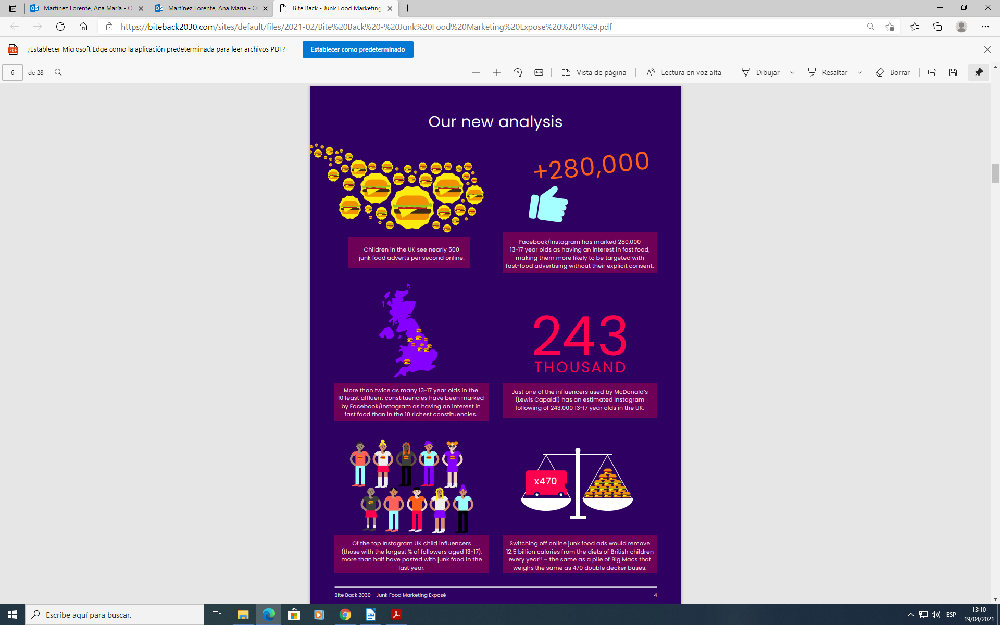 Martínez Lorente, Ana María - O
Martínez Lorente, Ana María - O
Bite Back - Junk Food Marketing
https://biteback2030.com/sites/default/files/2021-02/Bite%20Back%20-%20Junk%20Food%20Marketing%20Expose%20%281%29.pdf
PDF
¿Establecer Microsoft Edge como la aplicación predeterminada para leer archivos PDF?
Establecer como predeterminado
6
de 28
Vista de página
Lectura en voz alta
Dibujar
Resaltar
Borrar
Our new analysis
+280,000
Children in the UK see nearly 500
junk food adverts per second online.
Facebook/Instagram has marked 280,000
13-17 year olds as having an interest in fast food,
making them more likely to be targeted with
fast-food advertising without their explicit consent.
243
THOUSAND
More than twice as many 13-17 year olds in the
10 least affluent constituencies have been marked
by Facebook/Instagram as having an interest in
fast food than in the 10 richest constituencies.
Just one of the influencers used by McDonald's
(Lewis Capaldi) has an estimated Instagram
following of 243,000 13-17 year olds in the UK.
x470
Of the top Instagram UK child influencers
(those with the largest % of followers aged 13-17),
more than half have posted with junk food in the
last year.
Switching off online junk food ads would remove
12.5 billion calories from the diets of British children
every year¹⁴ – the same as a pile of Big Macs that
weighs the same as 470 double decker buses.
Bite Back 2030 - Junk Food Marketing Exposé
4
Escribe aquí para buscar.
ESP
13:10
19/04/2021